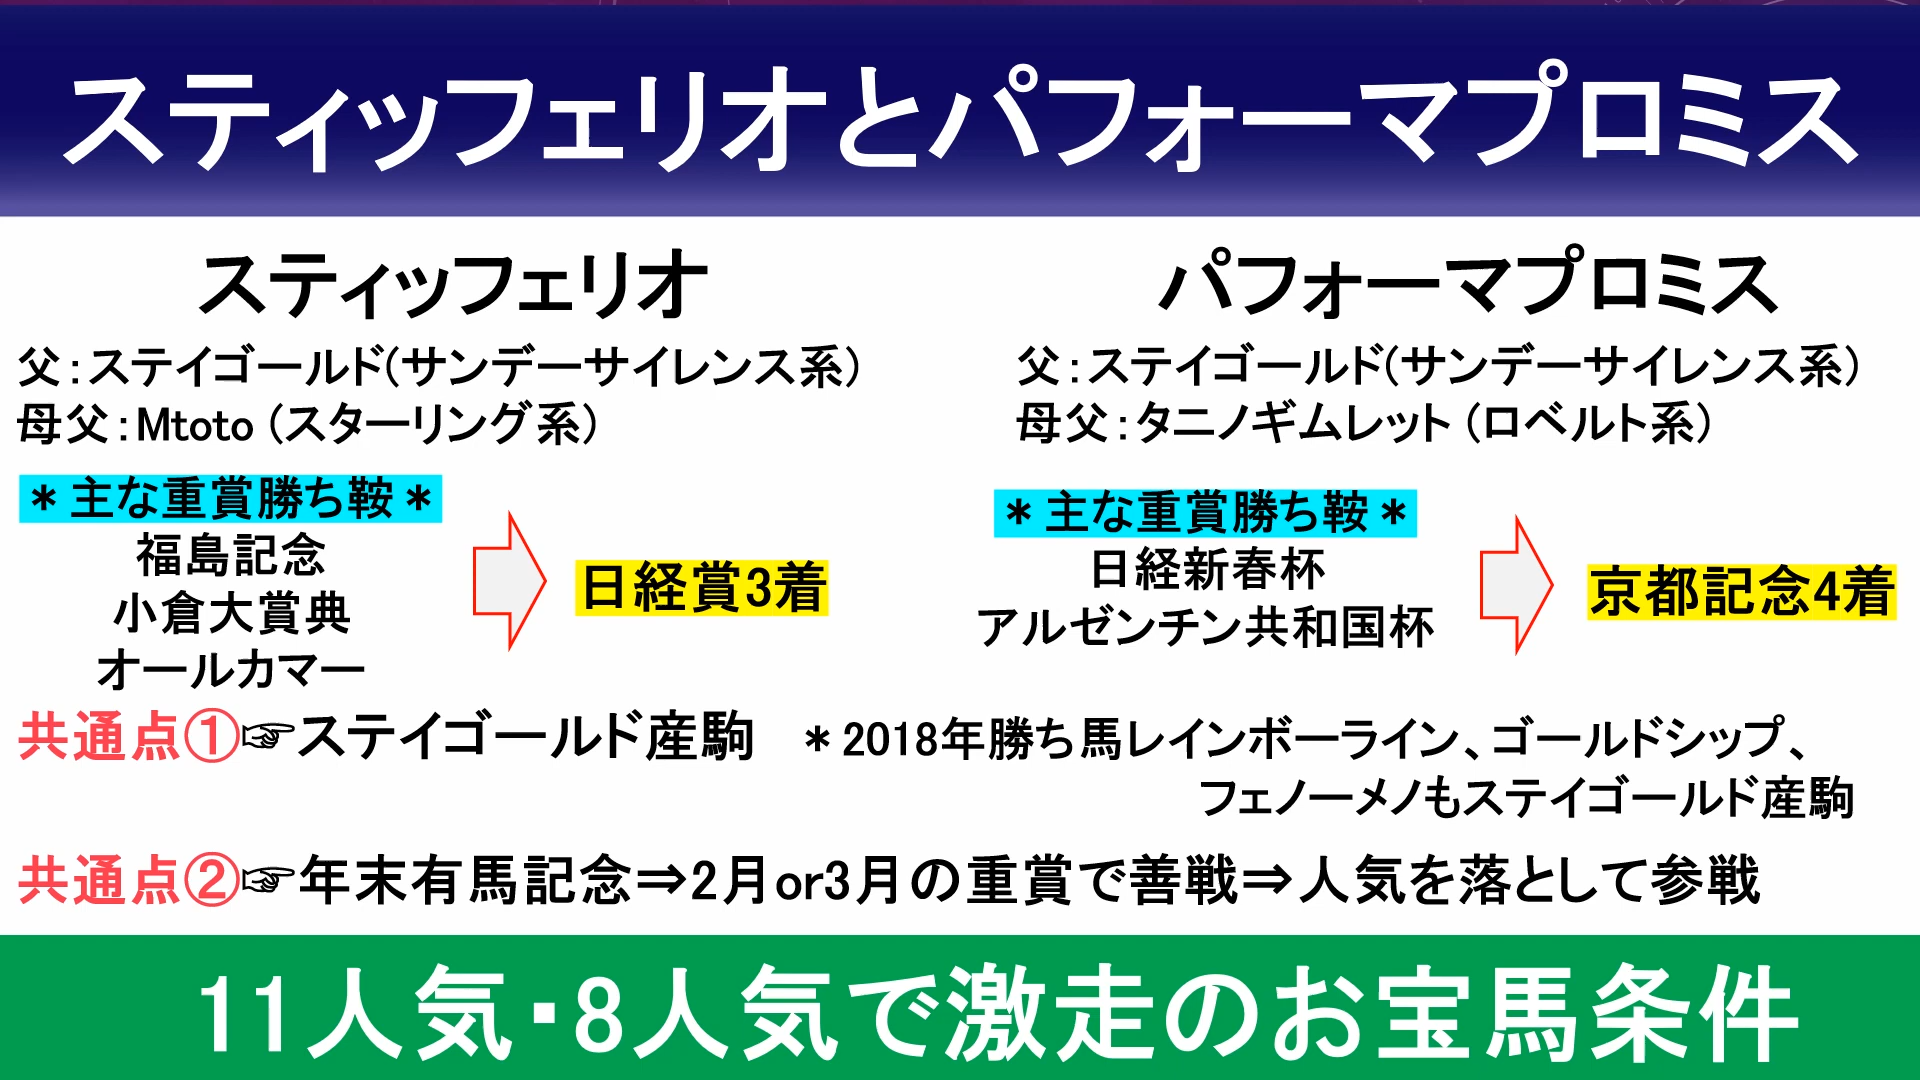 スティッフェリオとパフォーマプロミス
スティッフェリオ
父:ステイゴールド(サンデーサイレンス系)
母父:Mtoto (スターリング系)
＊主な重賞勝ち鞍＊
福島記念
小倉大賞典
オールカマー
日経賞3着
パフォーマプロミス
父:ステイゴールド(サンデーサイレンス系)
母父:タニノギムレット (ロベルト系)
＊主な重賞勝ち鞍＊
日経新春杯
アルゼンチン共和国杯
京都記念4着
共通点①☞ステイゴールド産駒 ＊2018年勝ち馬レインボーライン、ゴールドシップ、
フェノーメノもステイゴールド産駒
共通点②☞年末有馬記念⇒2月or3月の重賞で善戦⇒人気を落として参戦
11人気・8人気で激走のお宝馬条件